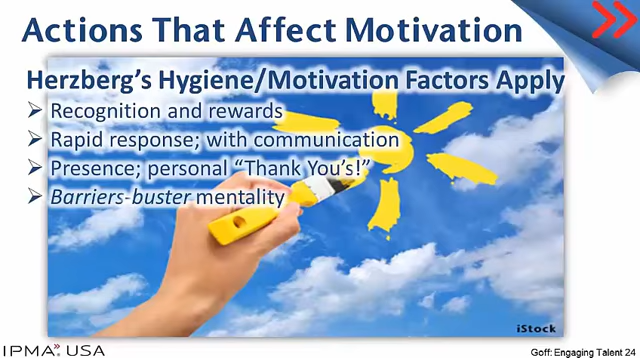 Actions That Affect Motivation
Herzberg's Hygiene/Motivation Factors Apply
➢ Recognition and rewards
➢ Rapid response; with communication
➢ Presence; personal “Thank You's!”
➢ Barriers-buster mentality
iStock
IPMA USA
Goff: Engaging Talent 24